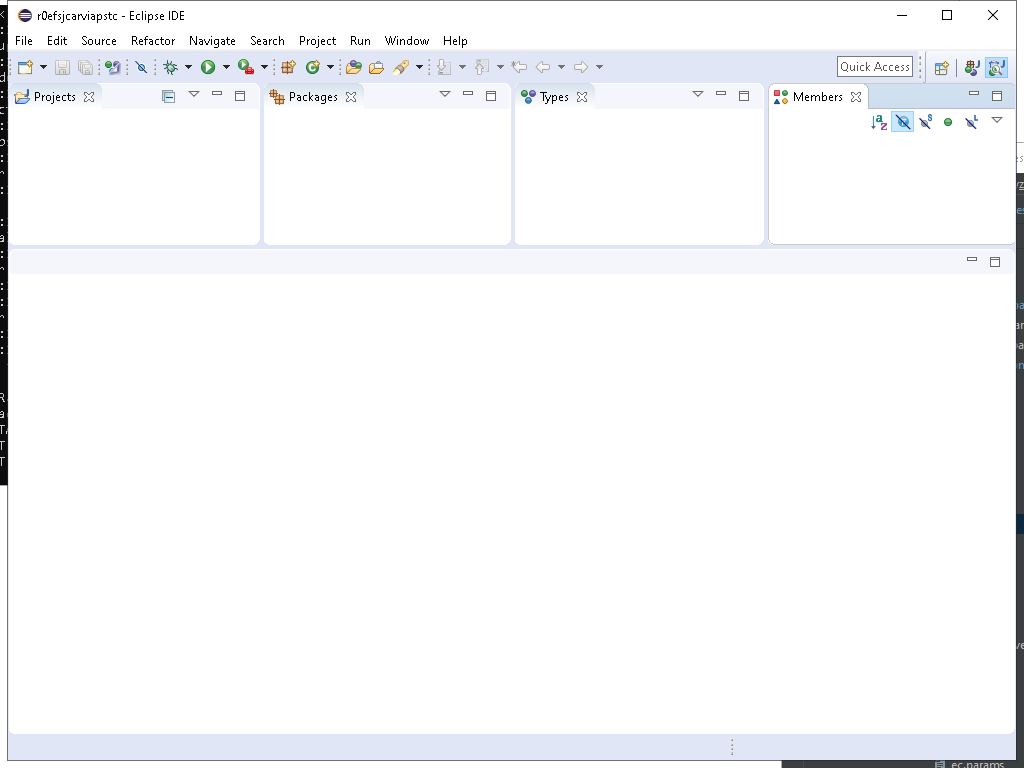 r0efsjcarviapstc - Eclipse IDE
File Edit Source Refactor Navigate Search Project Run Window Help
Quick Access
Projects Packages Types Members
ec.params